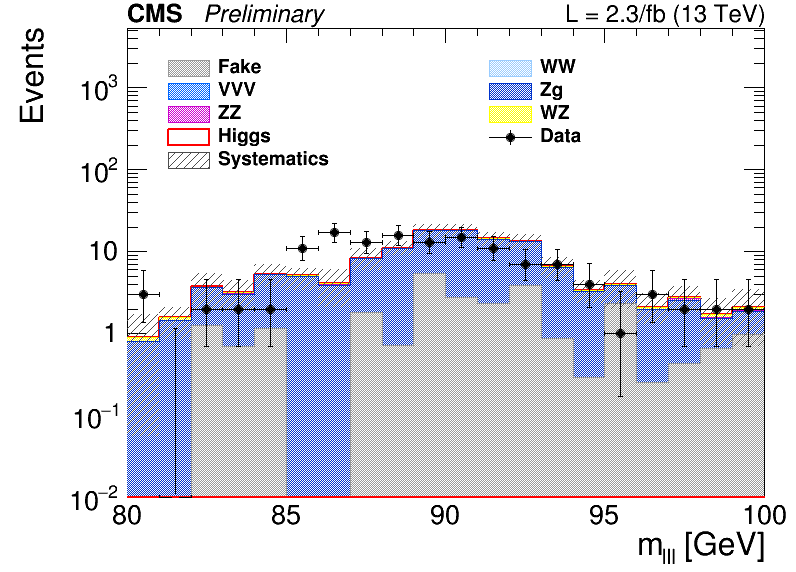 CMS Preliminary L = 2.3/fb (13 TeV)
Events
Fake WW
VVV Zg
ZZ WZ
Higgs Data
Systematics
10³
10²
10
1
10⁻¹
10⁻²
80 85 90 95 100
m_lll [GeV]